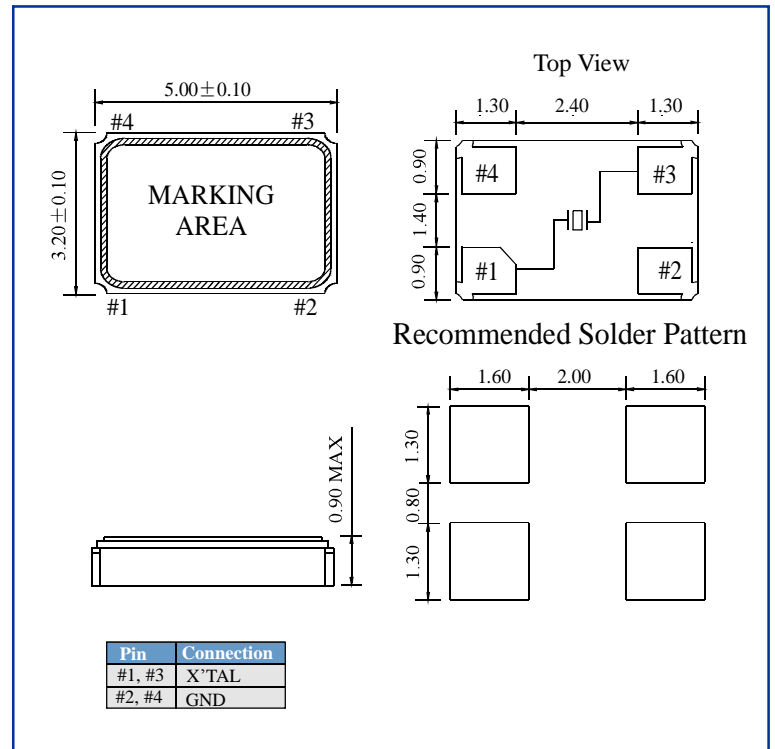 5.00±0.10
#4 #3
3.20±0.10
MARKING
AREA
#1 #2
Top View
1.30 2.40 1.30
0.90
1.40
0.90
#4 #3
#1 #2
Recommended Solder Pattern
1.60 2.00 1.60
1.30
0.80
1.30
0.90 MAX
Pin Connection
#1, #3 X'TAL
#2, #4 GND